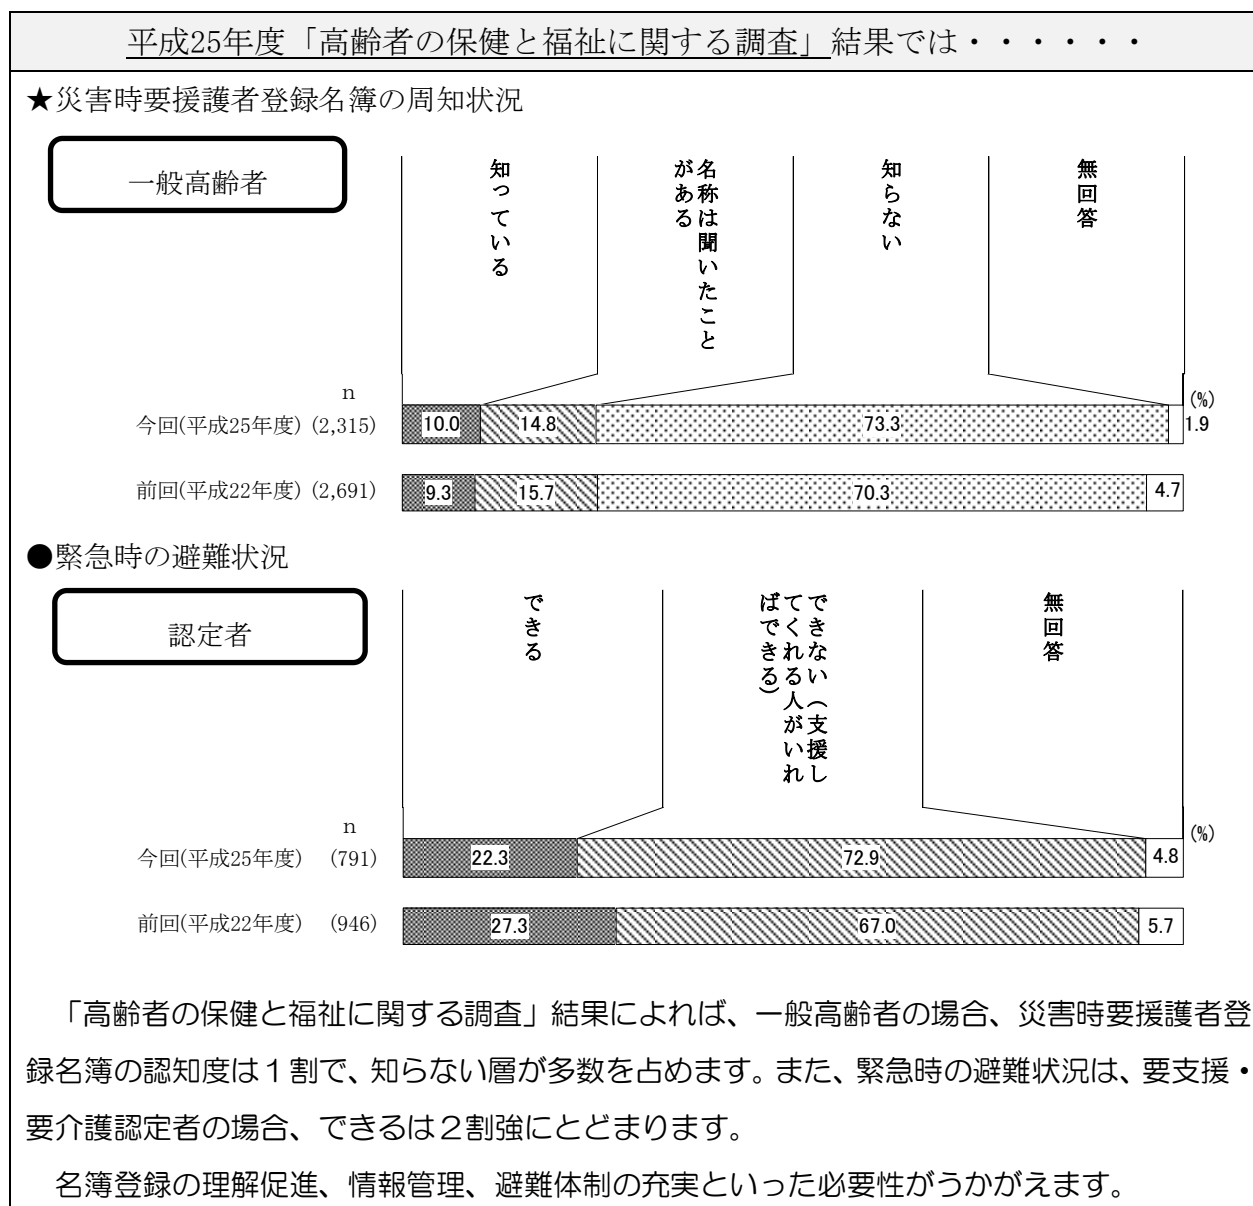 平成25年度「高齢者の保健と福祉に関する調査」結果では・・・・・・
★災害時要援護者登録名簿の周知状況
一般高齢者
知っている
名称は聞いたこと
がある
知らない
無回答
n
(%)
今回(平成25年度) (2,315)
10.0
14.8
73.3
1.9
前回(平成22年度) (2,691)
9.3
15.7
70.3
4.7
●緊急時の避難状況
認定者
できる
できない（支援し
てくれる人がいれ
ばできる）
無回答
n
(%)
今回(平成25年度) (791)
22.3
72.9
4.8
前回(平成22年度) (946)
27.3
67.0
5.7
「高齢者の保健と福祉に関する調査」結果によれば、一般高齢者の場合、災害時要援護者登
録名簿の認知度は１割で、知らない層が多数を占めます。また、緊急時の避難状況は、要支援・
要介護認定者の場合、できるは２割強にとどまります。
名簿登録の理解促進、情報管理、避難体制の充実といった必要性がうかがえます。